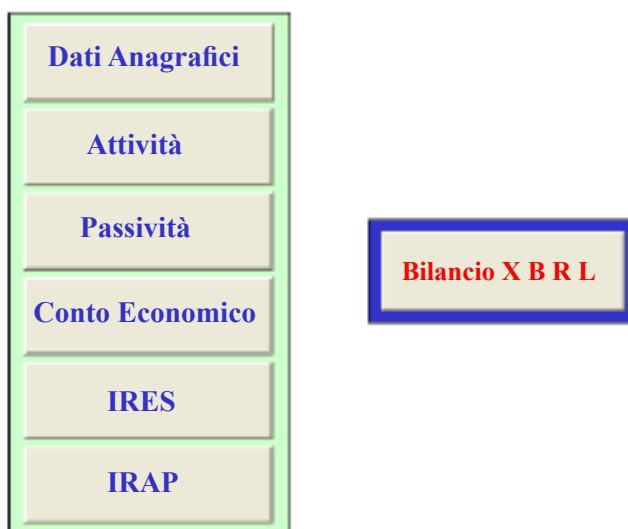 Dati Anagrafici
Attività
Passività
Conto Economico
IRES
IRAP
Bilancio X B R L